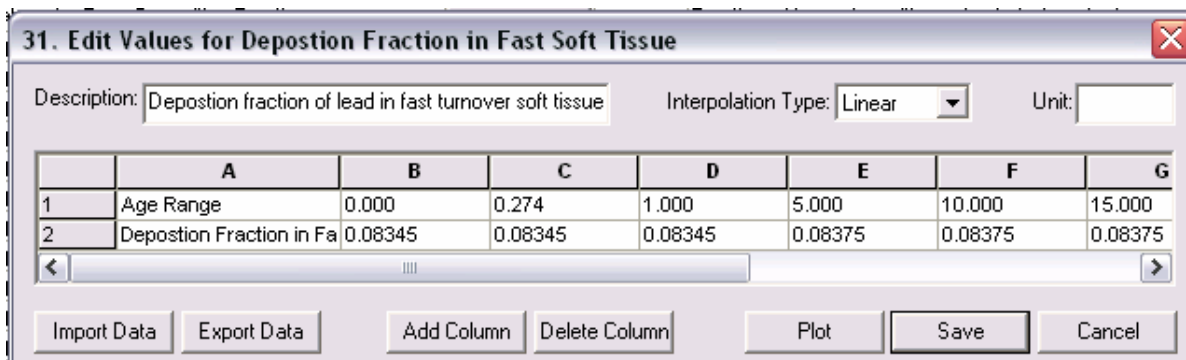 31. Edit Values for Depostion Fraction in Fast Soft Tissue
Description: Depostion fraction of lead in fast turnover soft tissue Interpolation Type: Linear Unit:
A B C D E F G
1 Age Range 0.000 0.274 1.000 5.000 10.000 15.000
2 Depostion Fraction in Fa 0.08345 0.08345 0.08345 0.08375 0.08375 0.08375
Import Data Export Data Add Column Delete Column Plot Save Cancel